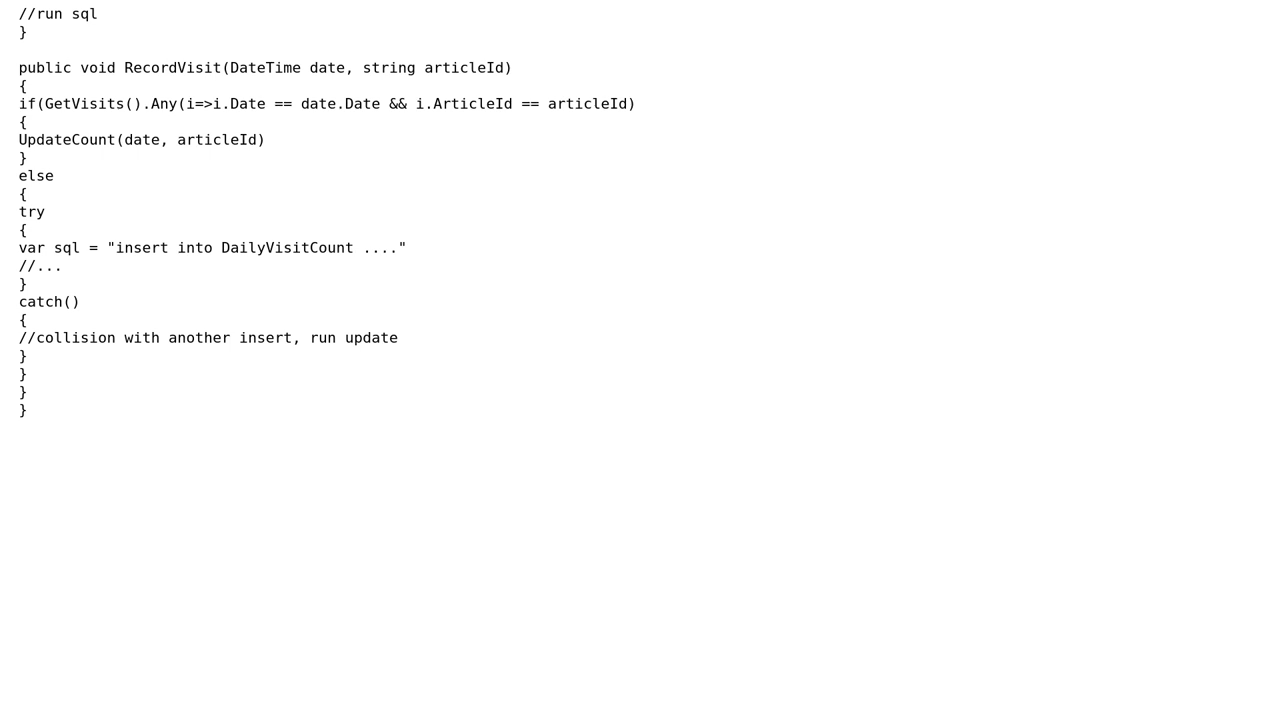 //run sql
}

public void RecordVisit(DateTime date, string articleId)
{
if(GetVisits().Any(i=>i.Date == date.Date && i.ArticleId == articleId)
{
UpdateCount(date, articleId)
}
else
{
try
{
var sql = "insert into DailyVisitCount ...."
//...
}
catch()
{
//collision with another insert, run update
}
}
}
}